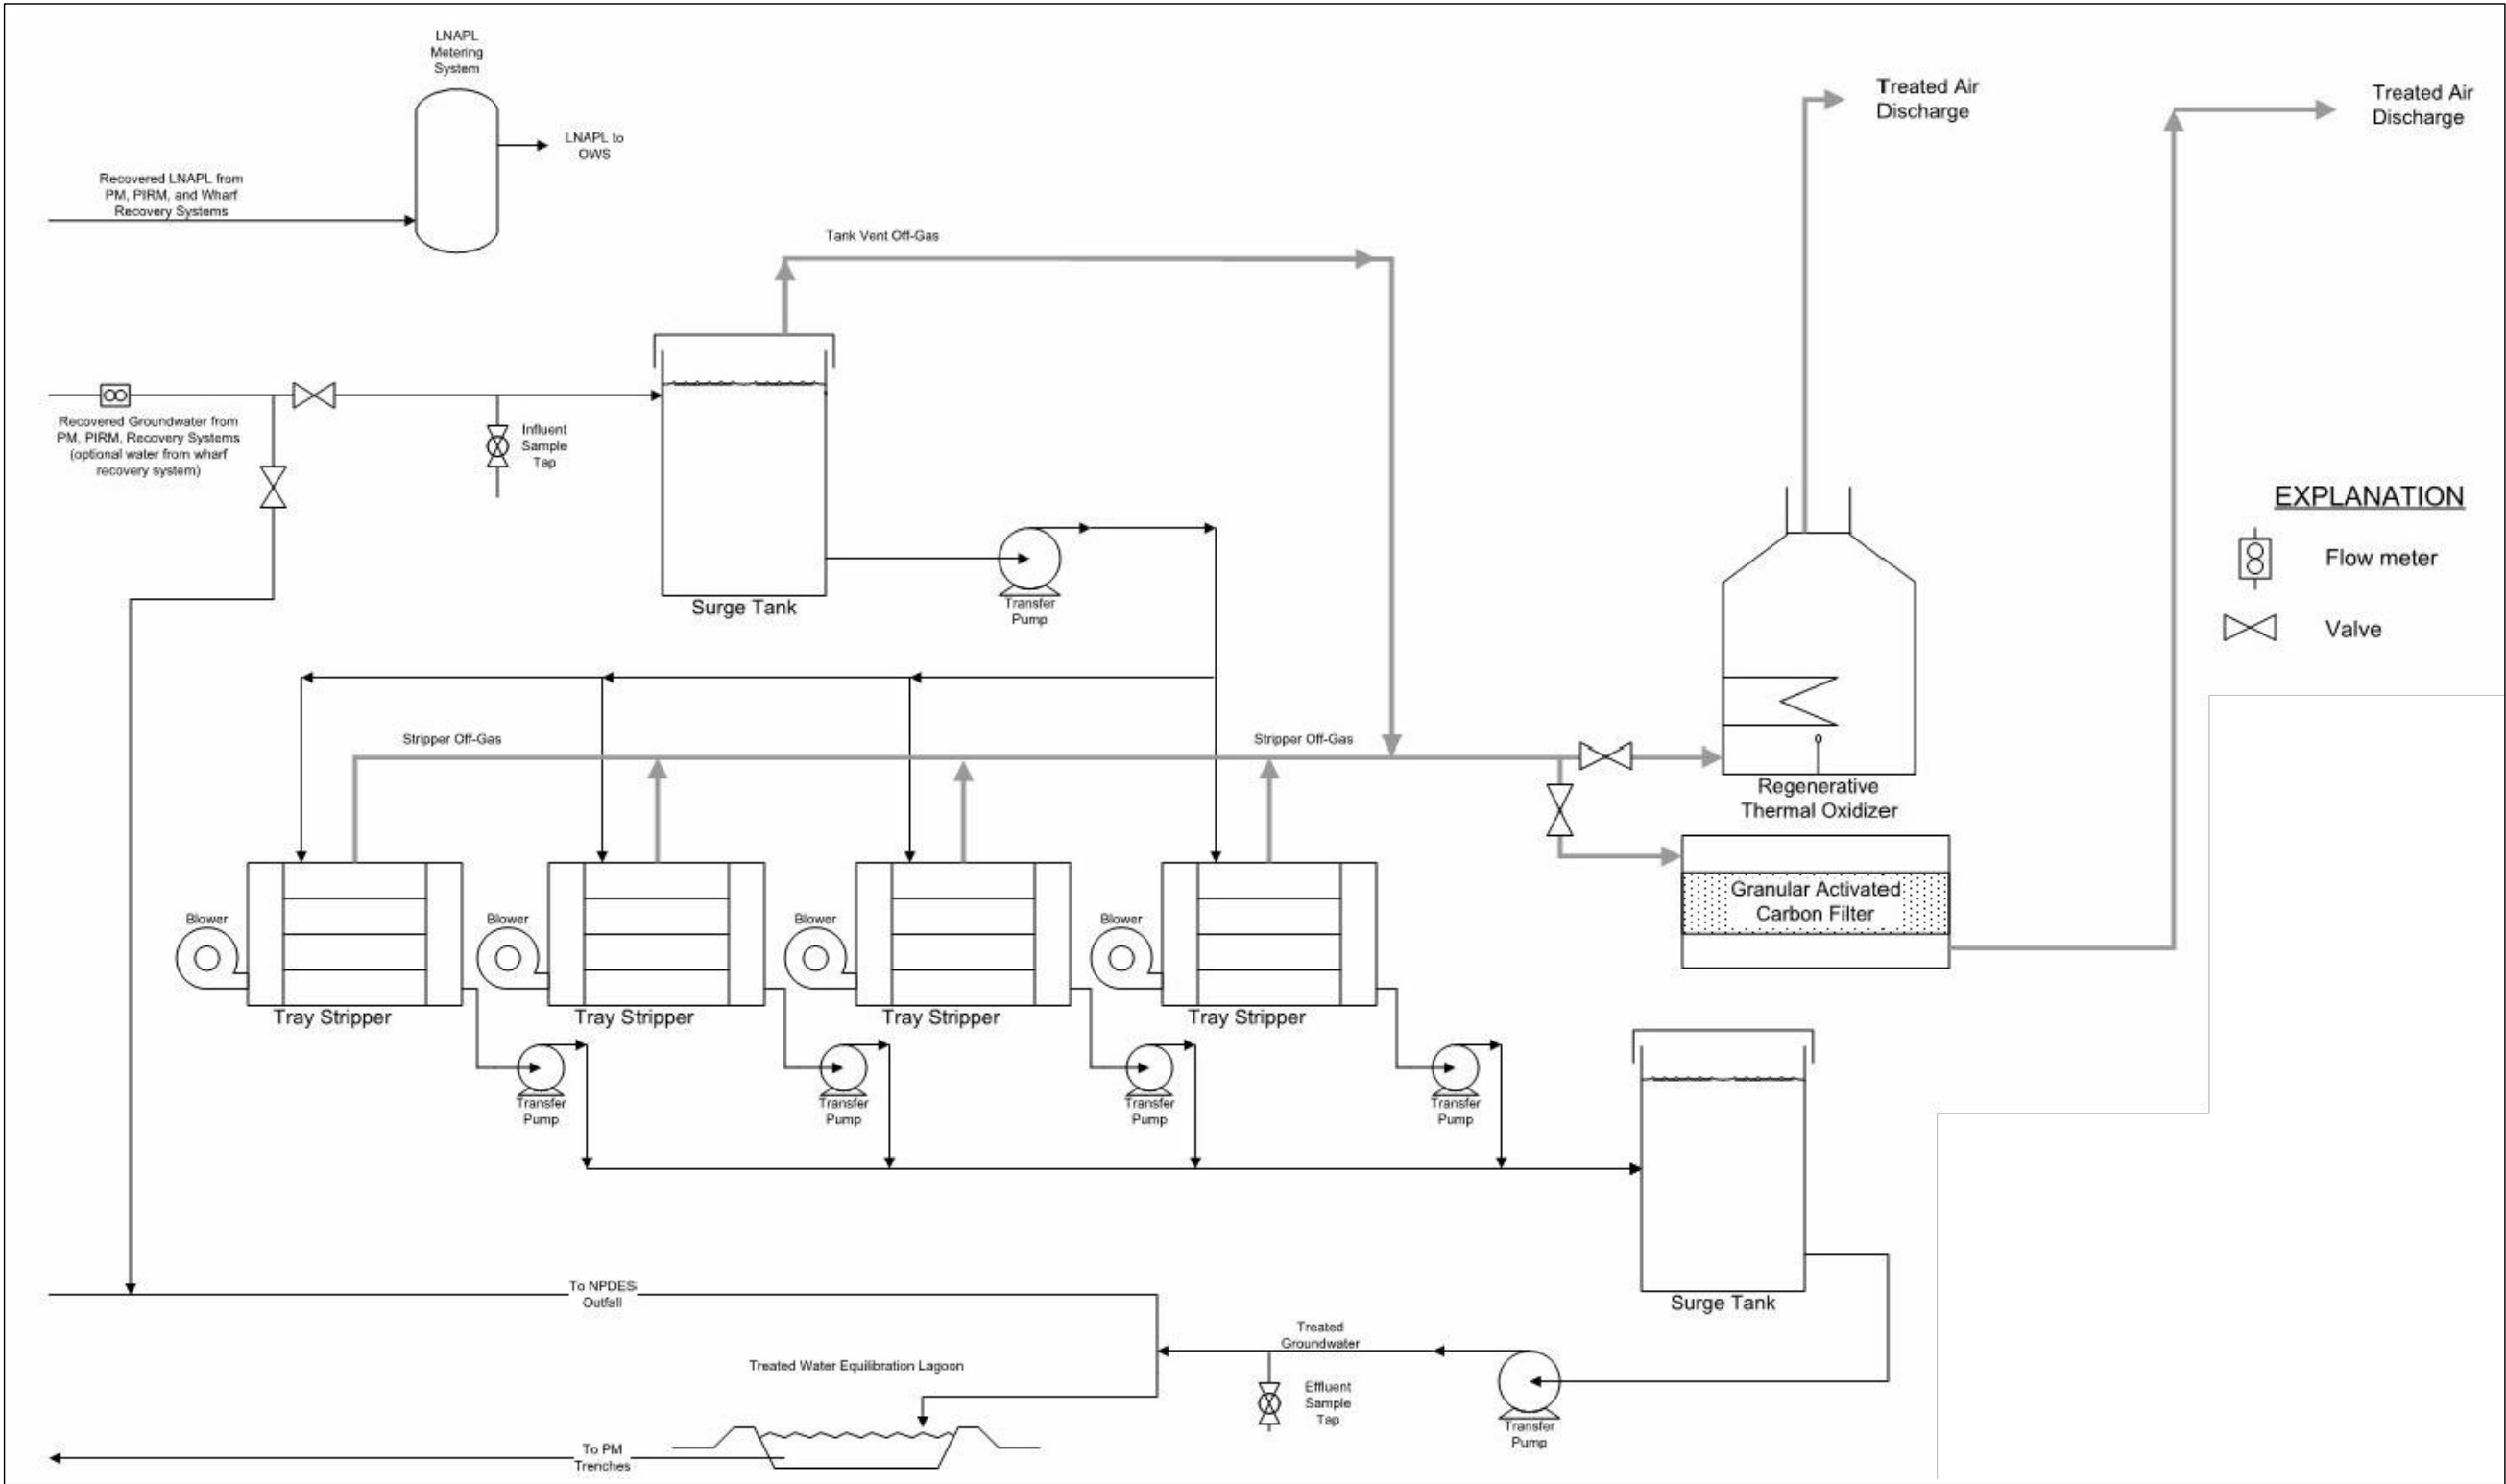 LNAPL
Metering
System
LNAPL to
OWS
Recovered LNAPL from
PM, PIRM, and Wharf
Recovery Systems
Treated Air
Discharge
Treated Air
Discharge
Tank Vent Off-Gas
Recovered Groundwater from
PM, PIRM, Recovery Systems
(optional water from wharf
recovery system)
Influent
Sample
Tap
Surge Tank
Transfer
Pump
EXPLANATION
Flow meter
Valve
Stripper Off-Gas
Stripper Off-Gas
Regenerative
Thermal Oxidizer
Granular Activated
Carbon Filter
Blower
Blower
Blower
Blower
Tray Stripper
Tray Stripper
Tray Stripper
Tray Stripper
Transfer
Pump
Transfer
Pump
Transfer
Pump
Transfer
Pump
Surge Tank
To NPDES
Outfall
Treated
Groundwater
Treated Water Equilibration Lagoon
Effluent
Sample
Tap
Transfer
Pump
To PM
Trenches